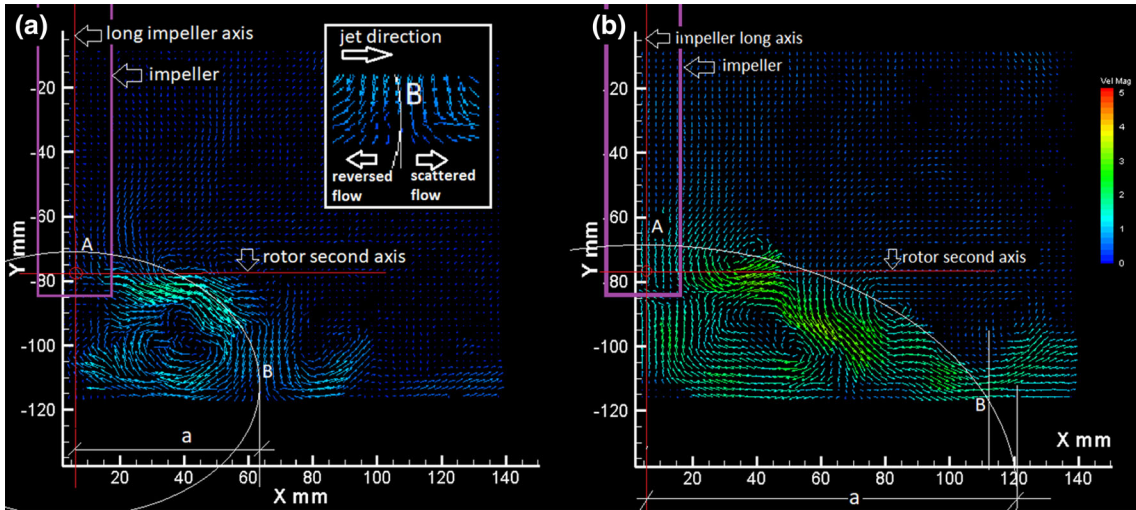 (a)
long impeller axis
impeller
-20
-40
-60
-80
-100
-120
Y mm
A
B
rotor second axis
a
20 40 60 80 100 120 140
X mm
jet direction
B
reversed scattered
flow flow
(b)
impeller long axis
impeller
-20
-40
-60
-80
-100
-120
Y mm
A
B
rotor second axis
X mm
20 40 60 80 100 120 140
a
Vel Mag
5
4
3
2
1
0